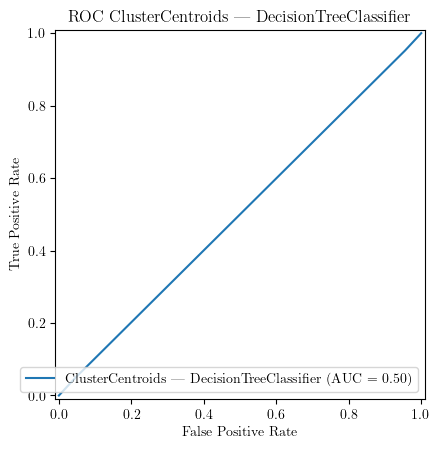 ROC ClusterCentroids — DecisionTreeClassifier
1.0
0.8
0.6
0.4
0.2
0.0
True Positive Rate
ClusterCentroids — DecisionTreeClassifier (AUC = 0.50)
0.0 0.2 0.4 0.6 0.8 1.0
False Positive Rate